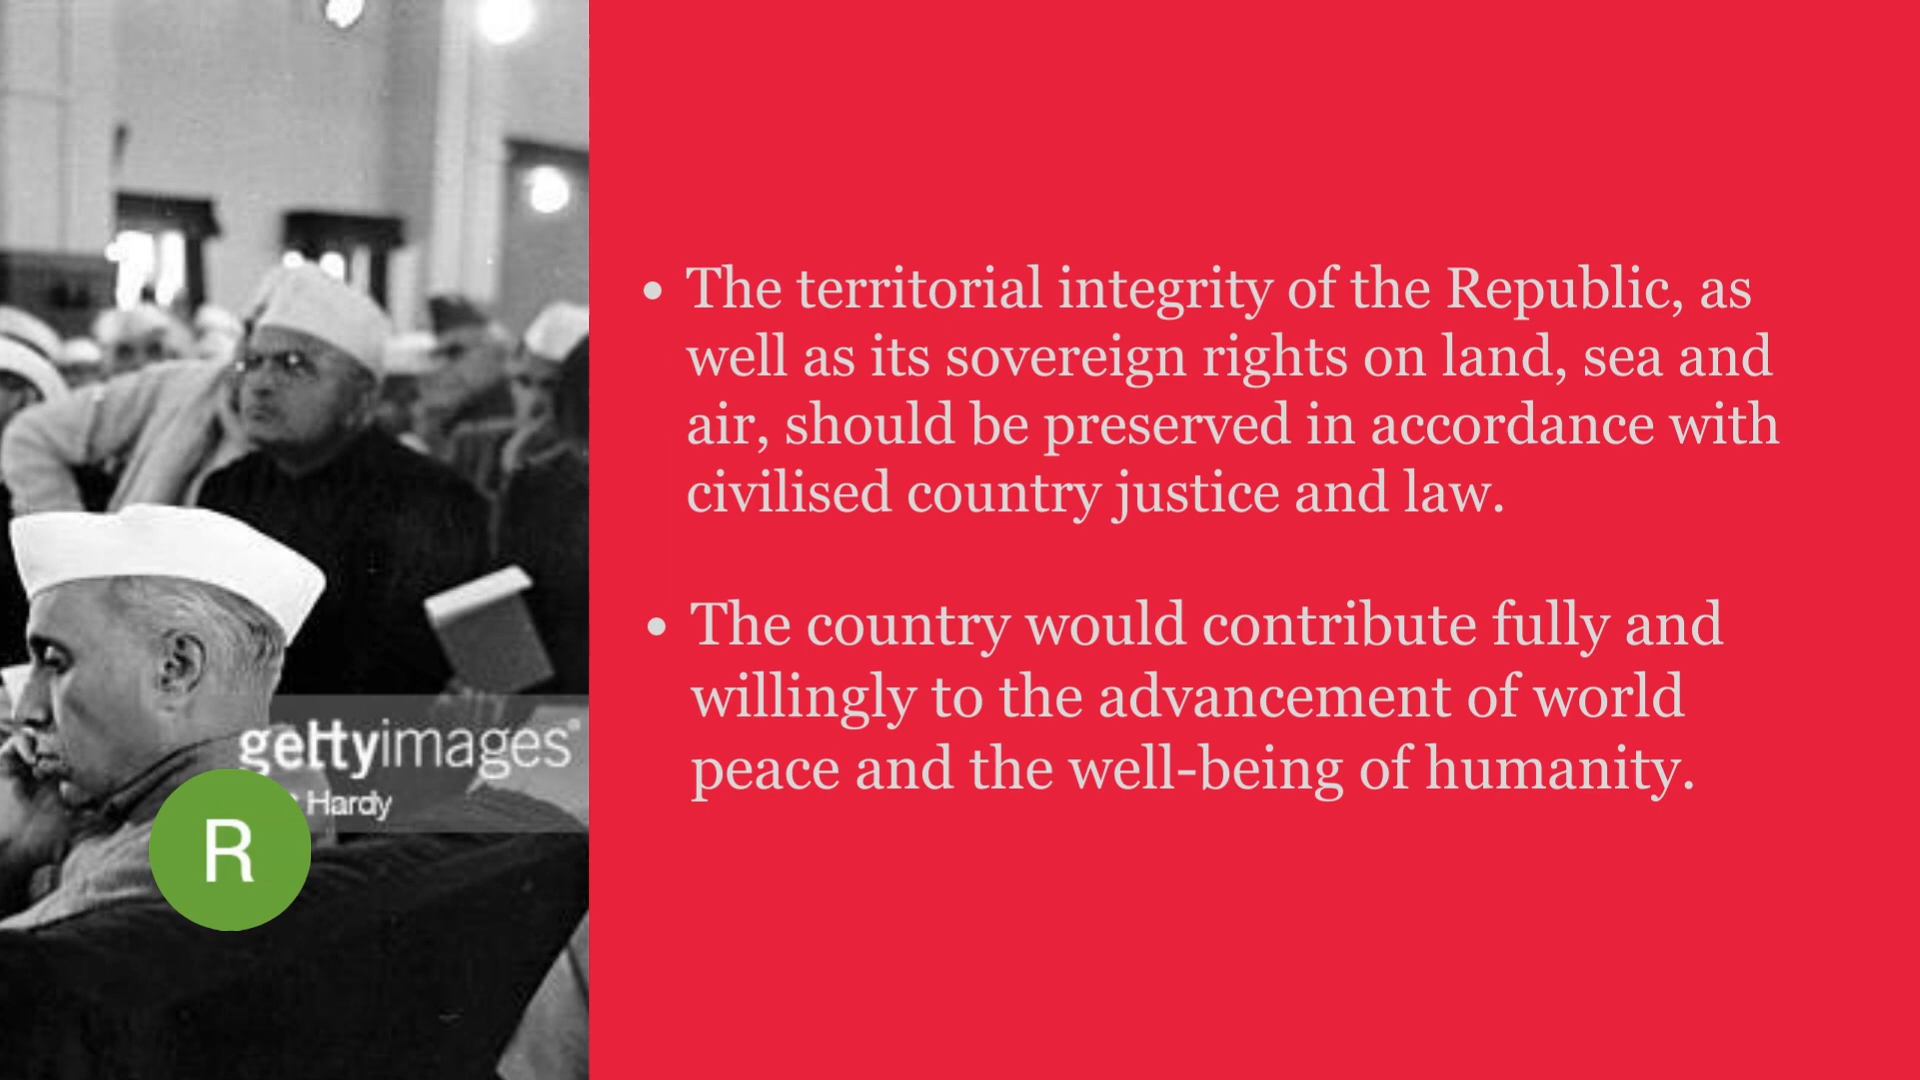 gettyimages®
Hardy
R
• The territorial integrity of the Republic, as
well as its sovereign rights on land, sea and
air, should be preserved in accordance with
civilised country justice and law.
• The country would contribute fully and
willingly to the advancement of world
peace and the well-being of humanity.